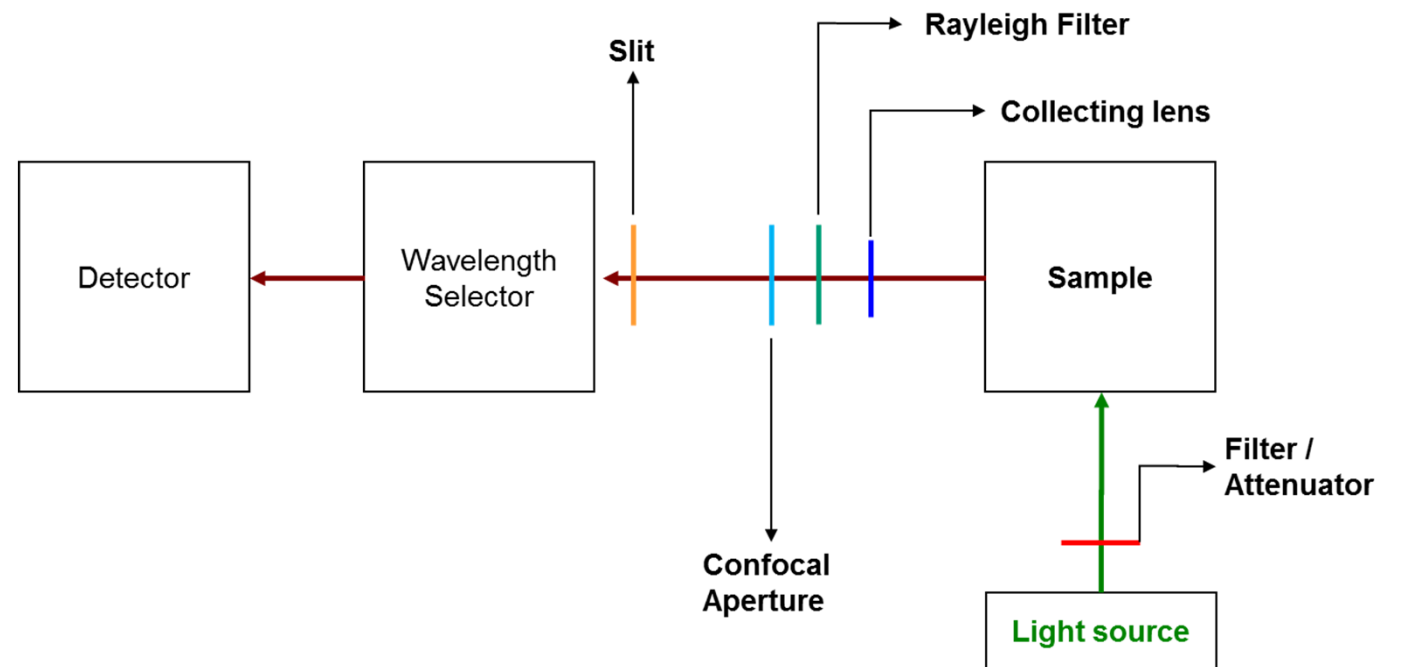 Rayleigh Filter
Slit
Collecting lens
Detector
Wavelength
Selector
Sample
Filter /
Attenuator
Confocal
Aperture
Light source